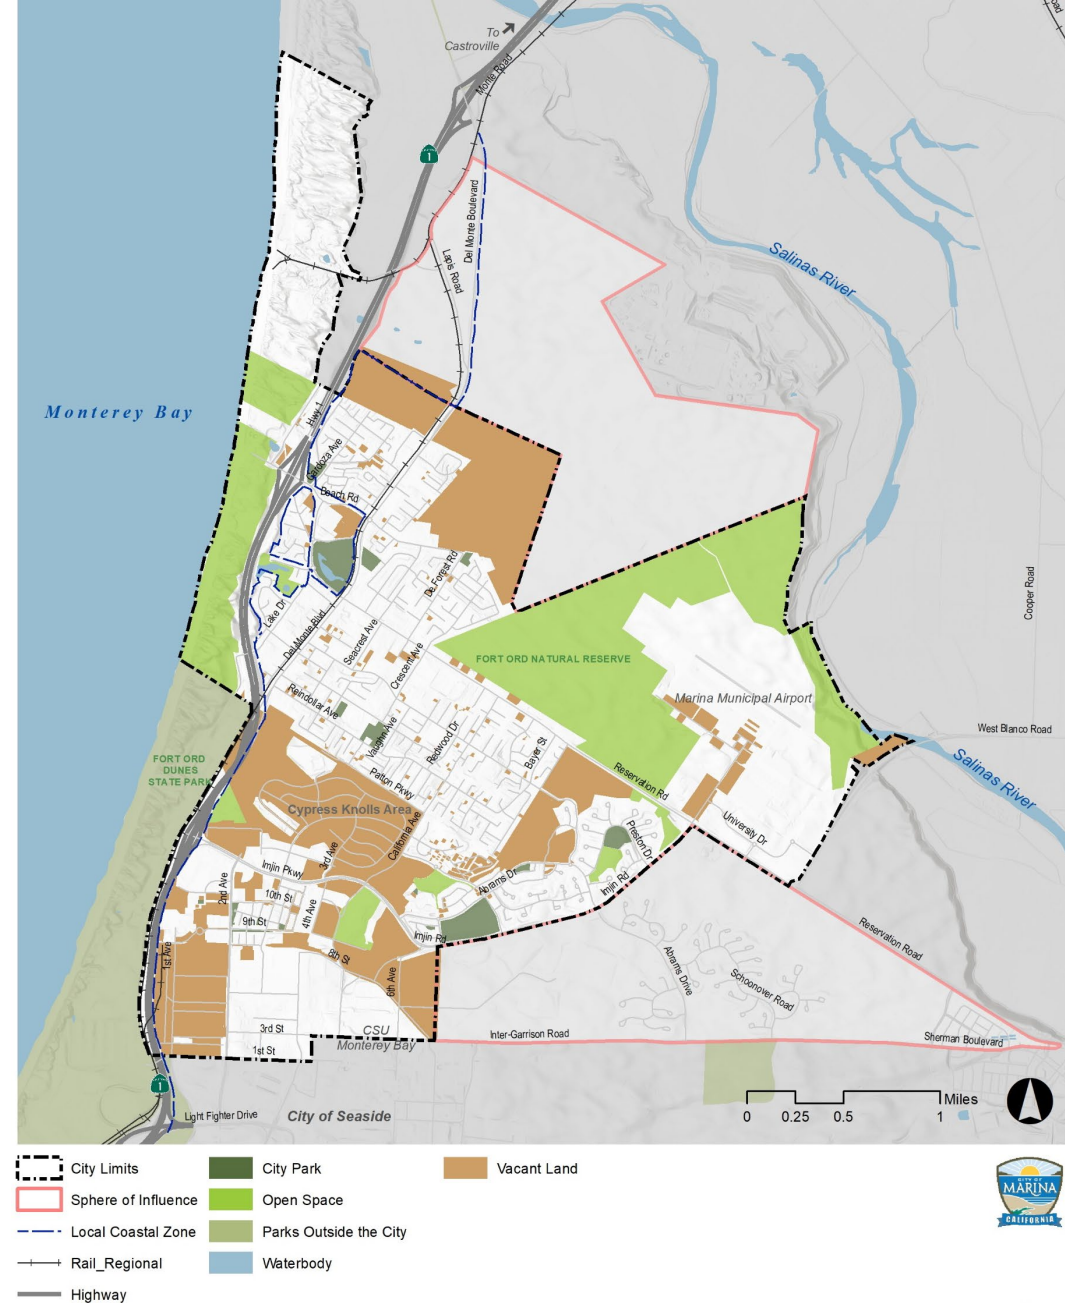 To
Castroville
Monte Road
1
Salinas River
Del Monte Boulevard
Lapis Road
Monterey Bay
Hwy 1
Cardoza Ave
Beach Rd
De Forest Rd
Cooper Road
Lake Dr
Del Monte Blvd
Seacrest Ave
Crescent Ave
FORT ORD NATURAL RESERVE
Marina Municipal Airport
Reindollar Ave
Vaughn Ave
Redwood Dr
Bayer St
West Blanco Road
Salinas River
FORT ORD
DUNES
STATE PARK
Patton Pkwy
Reservation Rd
Cypress Knolls Area
California Ave
University Dr
Preston Dr
3rd Ave
Imjin Pkwy
2nd Ave
10th St
Abrams Dr
Imjin Rd
4th Ave
9th St
Imjin Rd
8th St
1st Ave
6th Ave
Reservation Road
Abrams Drive
Schoonover Road
3rd St
CSU
Monterey Bay
1st St
Inter-Garrison Road
Sherman Boulevard
1
Light Fighter Drive
City of Seaside
Miles
0 0.25 0.5 1
City Limits
Sphere of Influence
Local Coastal Zone
Rail_Regional
Highway
City Park
Open Space
Parks Outside the City
Waterbody
Vacant Land
CITY OF
MARINA
CALIFORNIA